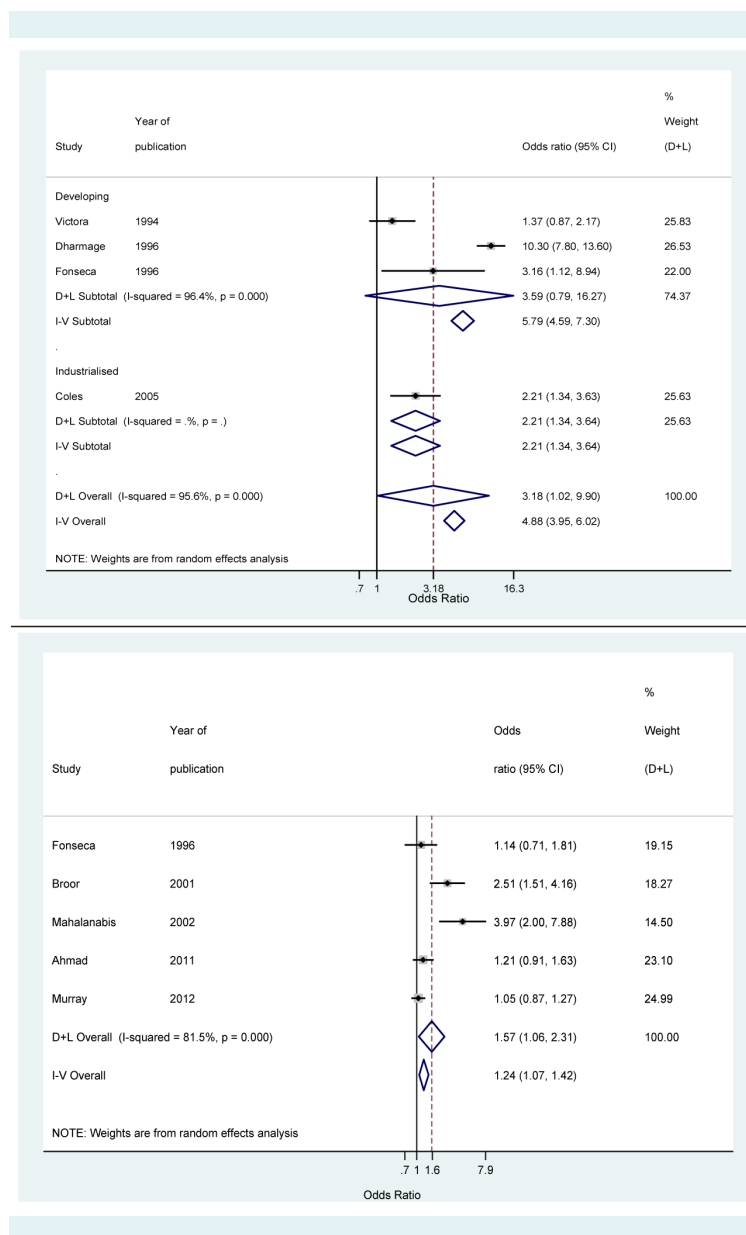 %
Year of Weight
Study publication Odds ratio (95% CI) (D+L)
Developing
Victora 1994 1.37 (0.87, 2.17) 25.83
Dharmage 1996 10.30 (7.80, 13.60) 26.53
Fonseca 1996 3.16 (1.12, 8.94) 22.00
D+L Subtotal (I-squared = 96.4%, p = 0.000) 3.59 (0.79, 16.27) 74.37
I-V Subtotal 5.79 (4.59, 7.30)
.
Industrialised
Coles 2005 2.21 (1.34, 3.63) 25.63
D+L Subtotal (I-squared = .%, p = .) 2.21 (1.34, 3.64) 25.63
I-V Subtotal 2.21 (1.34, 3.64)
.
D+L Overall (I-squared = 95.6%, p = 0.000) 3.18 (1.02, 9.90) 100.00
I-V Overall 4.88 (3.95, 6.02)
NOTE: Weights are from random effects analysis
.7 1 3.18 16.3
Odds Ratio
%
Year of Odds Weight
Study publication ratio (95% CI) (D+L)
Fonseca 1996 1.14 (0.71, 1.81) 19.15
Broor 2001 2.51 (1.51, 4.16) 18.27
Mahalanabis 2002 3.97 (2.00, 7.88) 14.50
Ahmad 2011 1.21 (0.91, 1.63) 23.10
Murray 2012 1.05 (0.87, 1.27) 24.99
D+L Overall (I-squared = 81.5%, p = 0.000) 1.57 (1.06, 2.31) 100.00
I-V Overall 1.24 (1.07, 1.42)
NOTE: Weights are from random effects analysis
.7 1 1.6 7.9
Odds Ratio